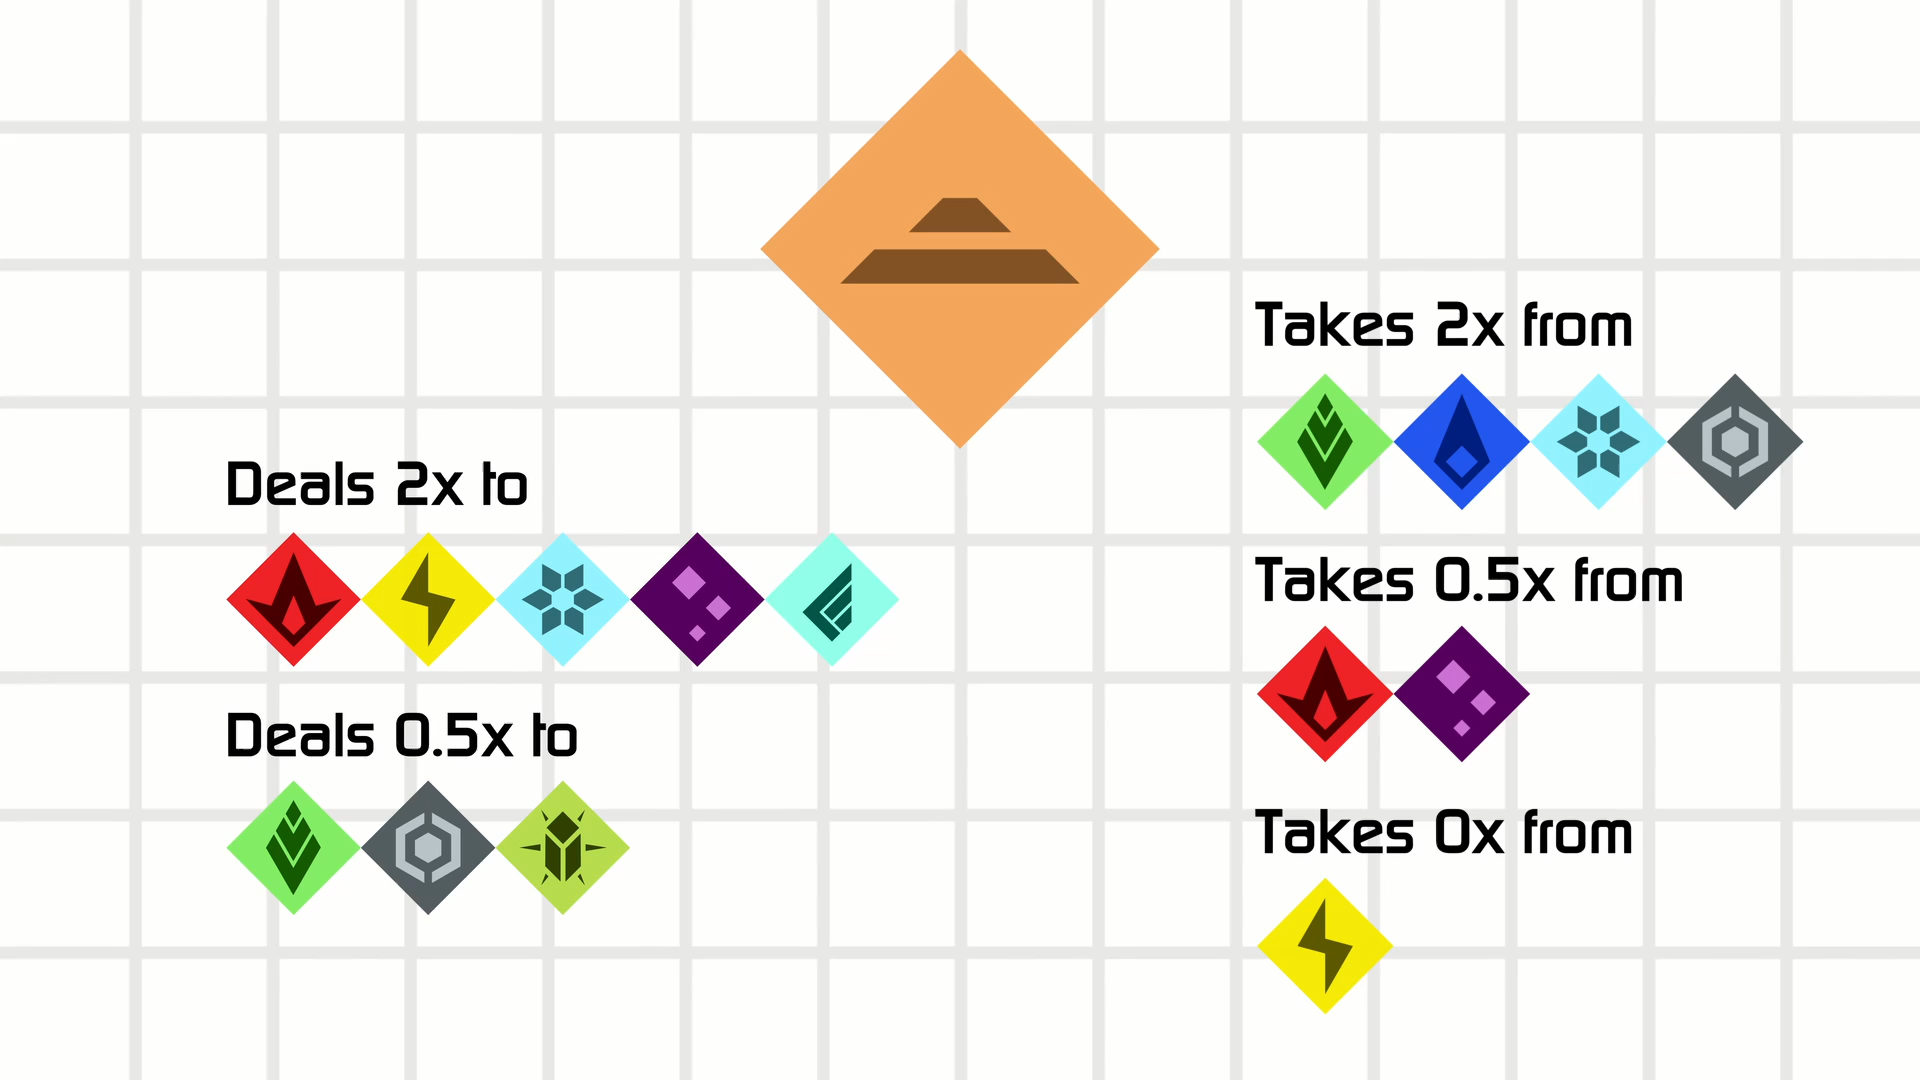 Deals 2x to
Deals 0.5x to
Takes 2x from
Takes 0.5x from
Takes 0x from